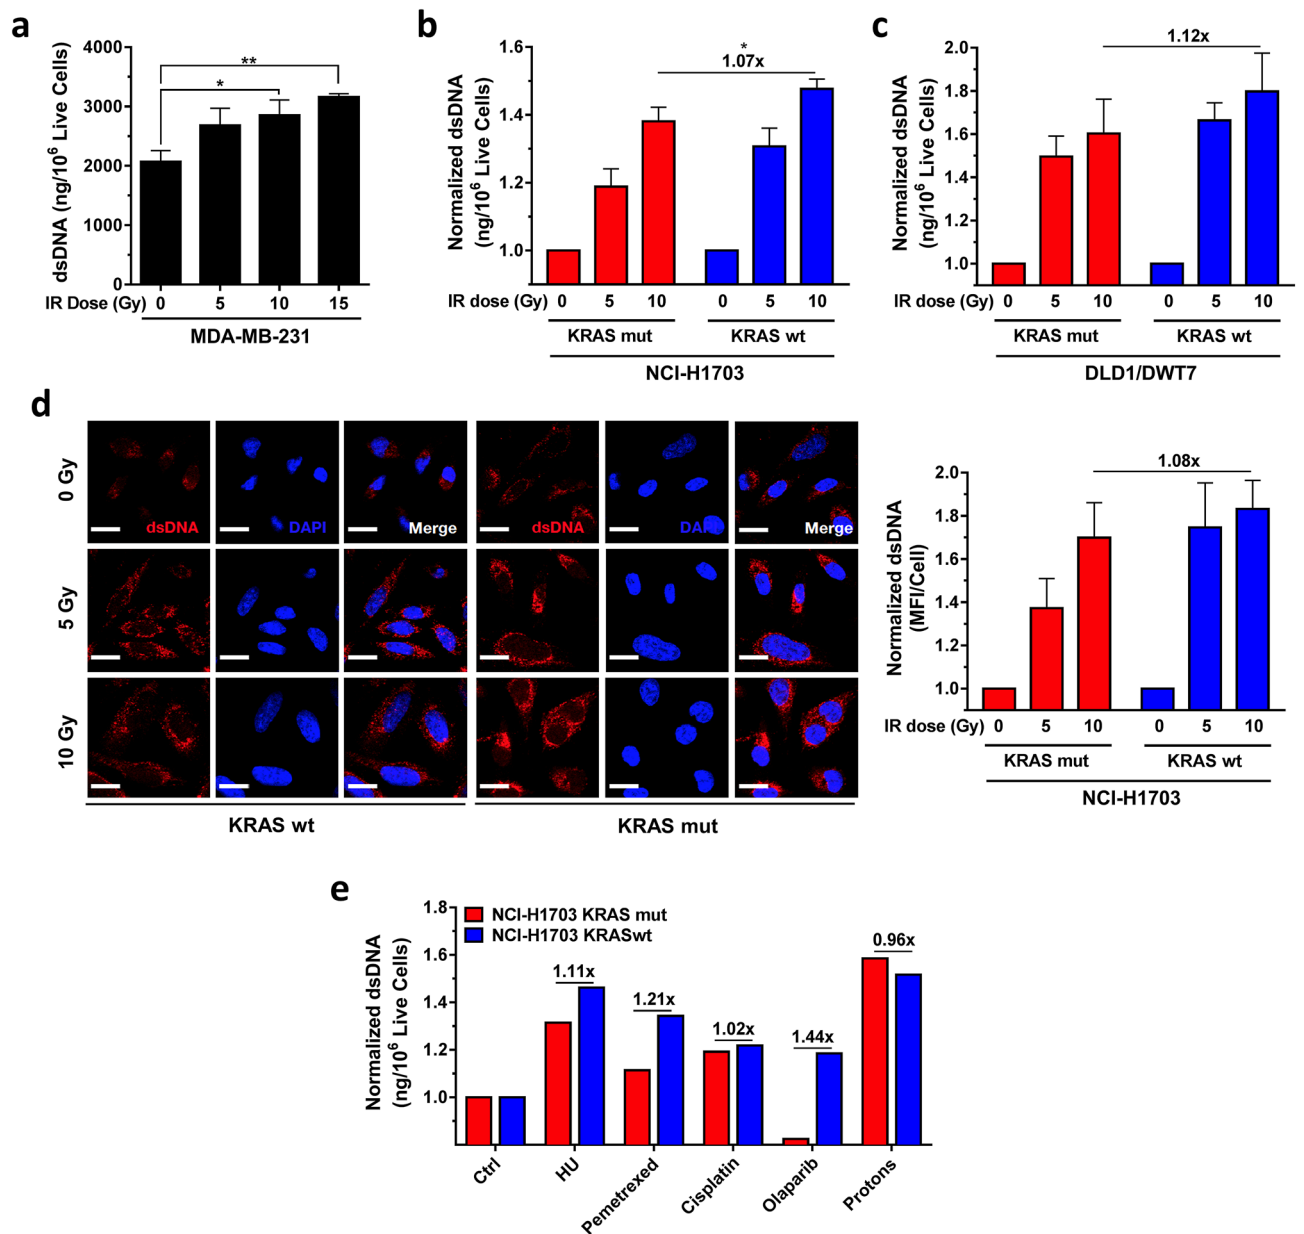 a
dsDNA (ng/10⁶ Live Cells)
4000
3000
2000
1000
0
**
*
IR Dose (Gy) 0 5 10 15
MDA-MB-231
b
Normalized dsDNA
(ng/10⁶ Live Cells)
1.6
1.4
1.2
1.0
*
1.07x
IR dose (Gy) 0 5 10 0 5 10
KRAS mut KRAS wt
NCI-H1703
c
Normalized dsDNA
(ng/10⁶ Live Cells)
2.0
1.8
1.6
1.4
1.2
1.0
1.12x
IR dose (Gy) 0 5 10 0 5 10
KRAS mut KRAS wt
DLD1/DWT7
d
0 Gy
dsDNA DAPI Merge dsDNA DAPI Merge
5 Gy
10 Gy
KRAS wt KRAS mut
Normalized dsDNA
(MFI/Cell)
2.0
1.8
1.6
1.4
1.2
1.0
1.08x
IR dose (Gy) 0 5 10 0 5 10
KRAS mut KRAS wt
NCI-H1703
e
Normalized dsDNA
(ng/10⁶ Live Cells)
1.8
1.6
1.4
1.2
1.0
NCI-H1703 KRAS mut
NCI-H1703 KRASwt
1.11x
1.21x
1.02x
1.44x
0.96x
Ctrl
HU
Pemetrexed
Cisplatin
Olaparib
Protons